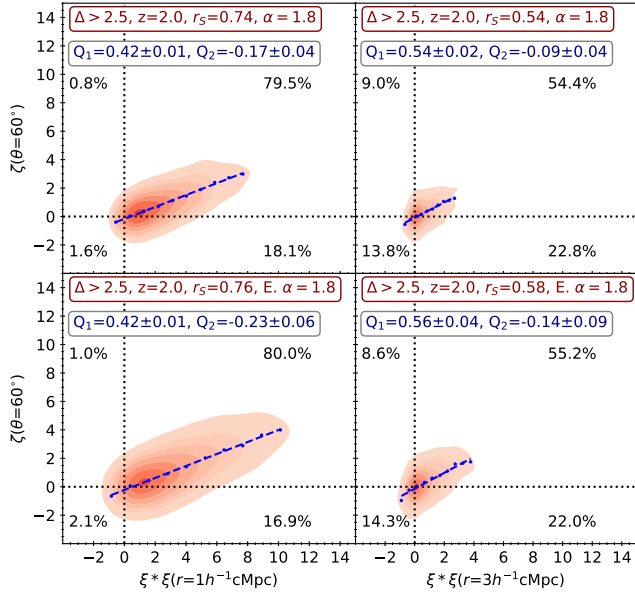 Δ > 2.5, z=2.0, r_S=0.74, α = 1.8
Q₁=0.42±0.01, Q₂=-0.17±0.04
0.8% 79.5%
1.6% 18.1%
Δ > 2.5, z=2.0, r_S=0.54, α = 1.8
Q₁=0.54±0.02, Q₂=-0.09±0.04
9.0% 54.4%
13.8% 22.8%
14
12
10
8
6
4
2
0
−2
ζ(θ=60°)
Δ > 2.5, z=2.0, r_S=0.76, E. α = 1.8
Q₁=0.42±0.01, Q₂=-0.23±0.06
1.0% 80.0%
2.1% 16.9%
Δ > 2.5, z=2.0, r_S=0.58, E. α = 1.8
Q₁=0.56±0.04, Q₂=-0.14±0.09
8.6% 55.2%
14.3% 22.0%
14
12
10
8
6
4
2
0
−2
ζ(θ=60°)
−2 0 2 4 6 8 10 12 14
ξ * ξ(r=1h⁻¹cMpc)
−2 0 2 4 6 8 10 12 14
ξ * ξ(r=3h⁻¹cMpc)